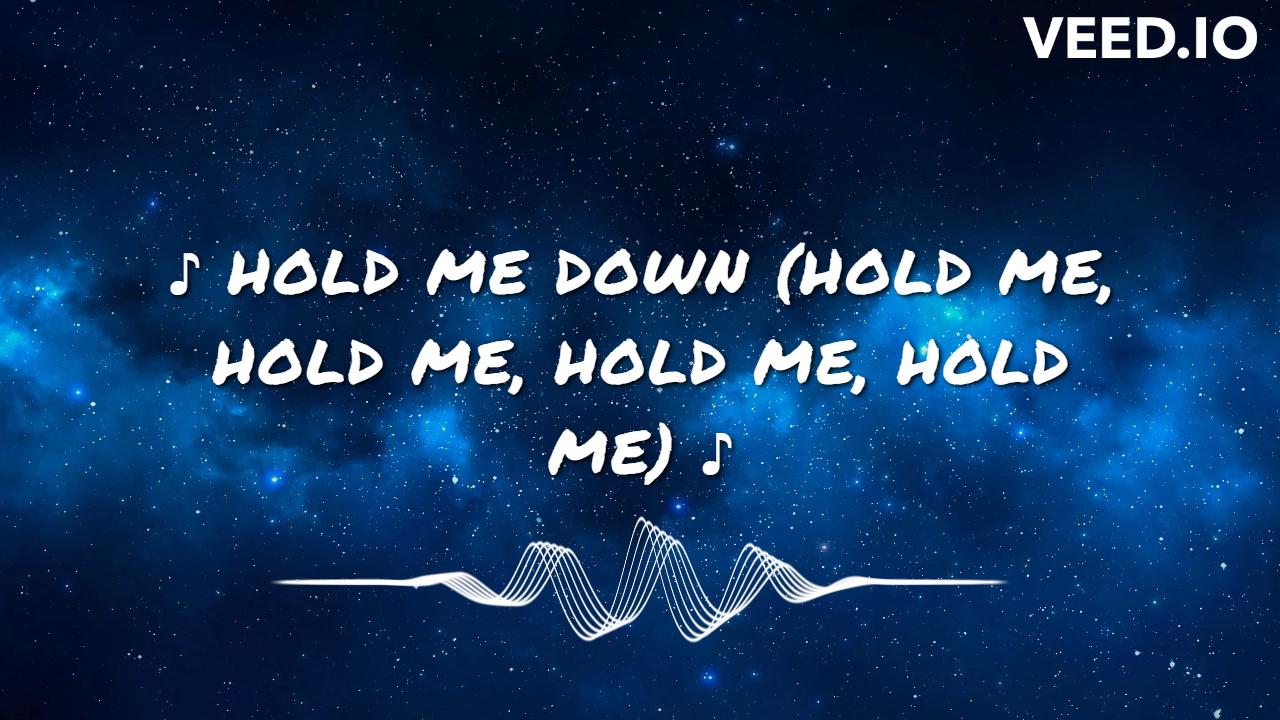 VEED.IO
♪ HOLD ME DOWN (HOLD ME,
HOLD ME, HOLD ME, HOLD
ME) ♪